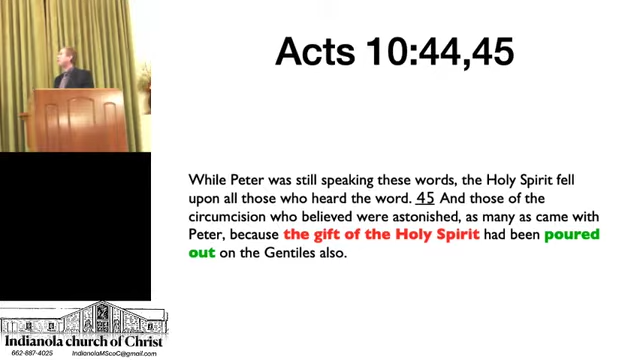 Acts 10:44,45
While Peter was still speaking these words, the Holy Spirit fell
upon all those who heard the word. 45 And those of the
circumcision who believed were astonished, as many as came with
Peter, because the gift of the Holy Spirit had been poured
out on the Gentiles also.
Indianola church of Christ
662-887-4025 IndianolaMScoC@gmail.com